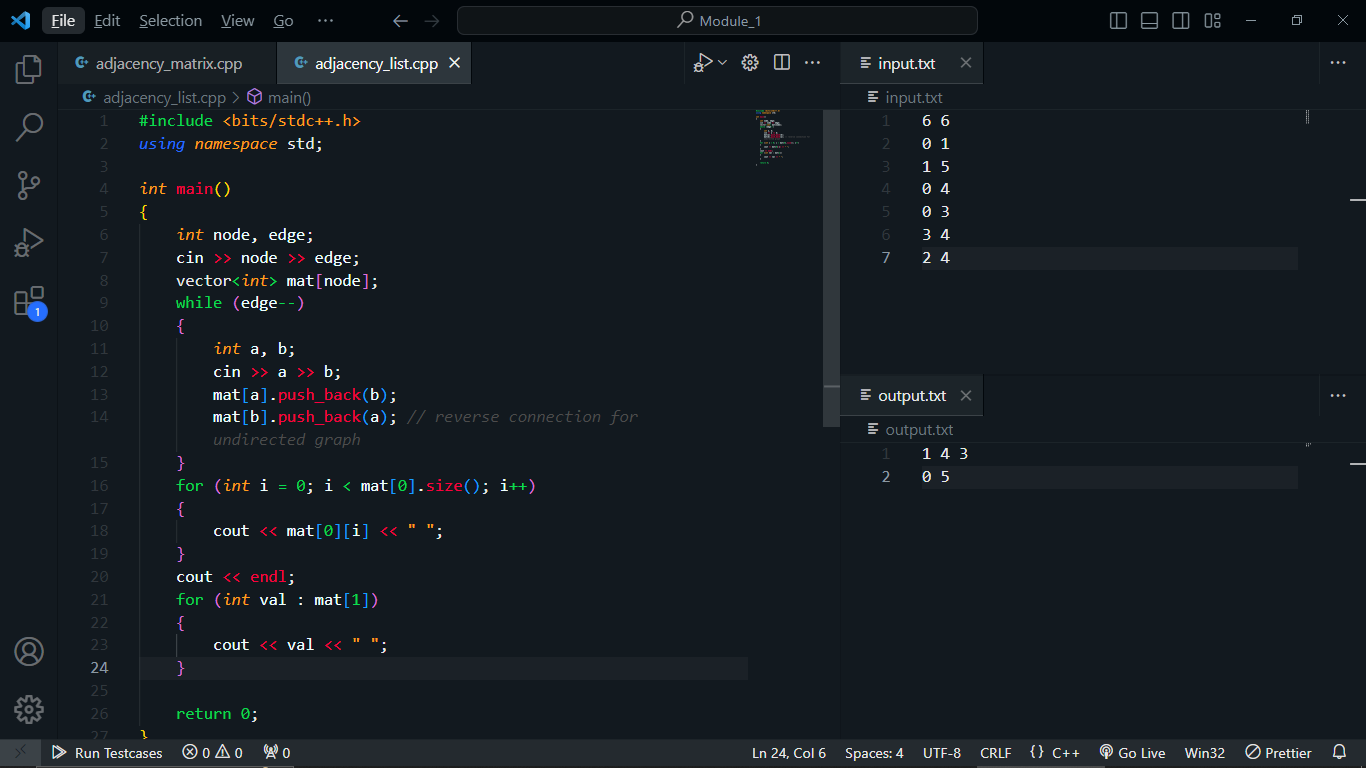 File Edit Selection View Go ··· Module_1
adjacency_matrix.cpp adjacency_list.cpp
adjacency_list.cpp > main()
1 #include <bits/stdc++.h>
2 using namespace std;
3
4 int main()
5 {
6 int node, edge;
7 cin >> node >> edge;
8 vector<int> mat[node];
9 while (edge--)
10 {
11 int a, b;
12 cin >> a >> b;
13 mat[a].push_back(b);
14 mat[b].push_back(a); // reverse connection for
undirected graph
15 }
16 for (int i = 0; i < mat[0].size(); i++)
17 {
18 cout << mat[0][i] << " ";
19 }
20 cout << endl;
21 for (int val : mat[1])
22 {
23 cout << val << " ";
24 }
25
26 return 0;
27 }
input.txt
input.txt
1 6 6
2 0 1
3 1 5
4 0 4
5 0 3
6 3 4
7 2 4
output.txt
output.txt
1 1 4 3
2 0 5
1
Run Testcases 0 0 0 Ln 24, Col 6 Spaces: 4 UTF-8 CRLF {} C++ Go Live Win32 Prettier